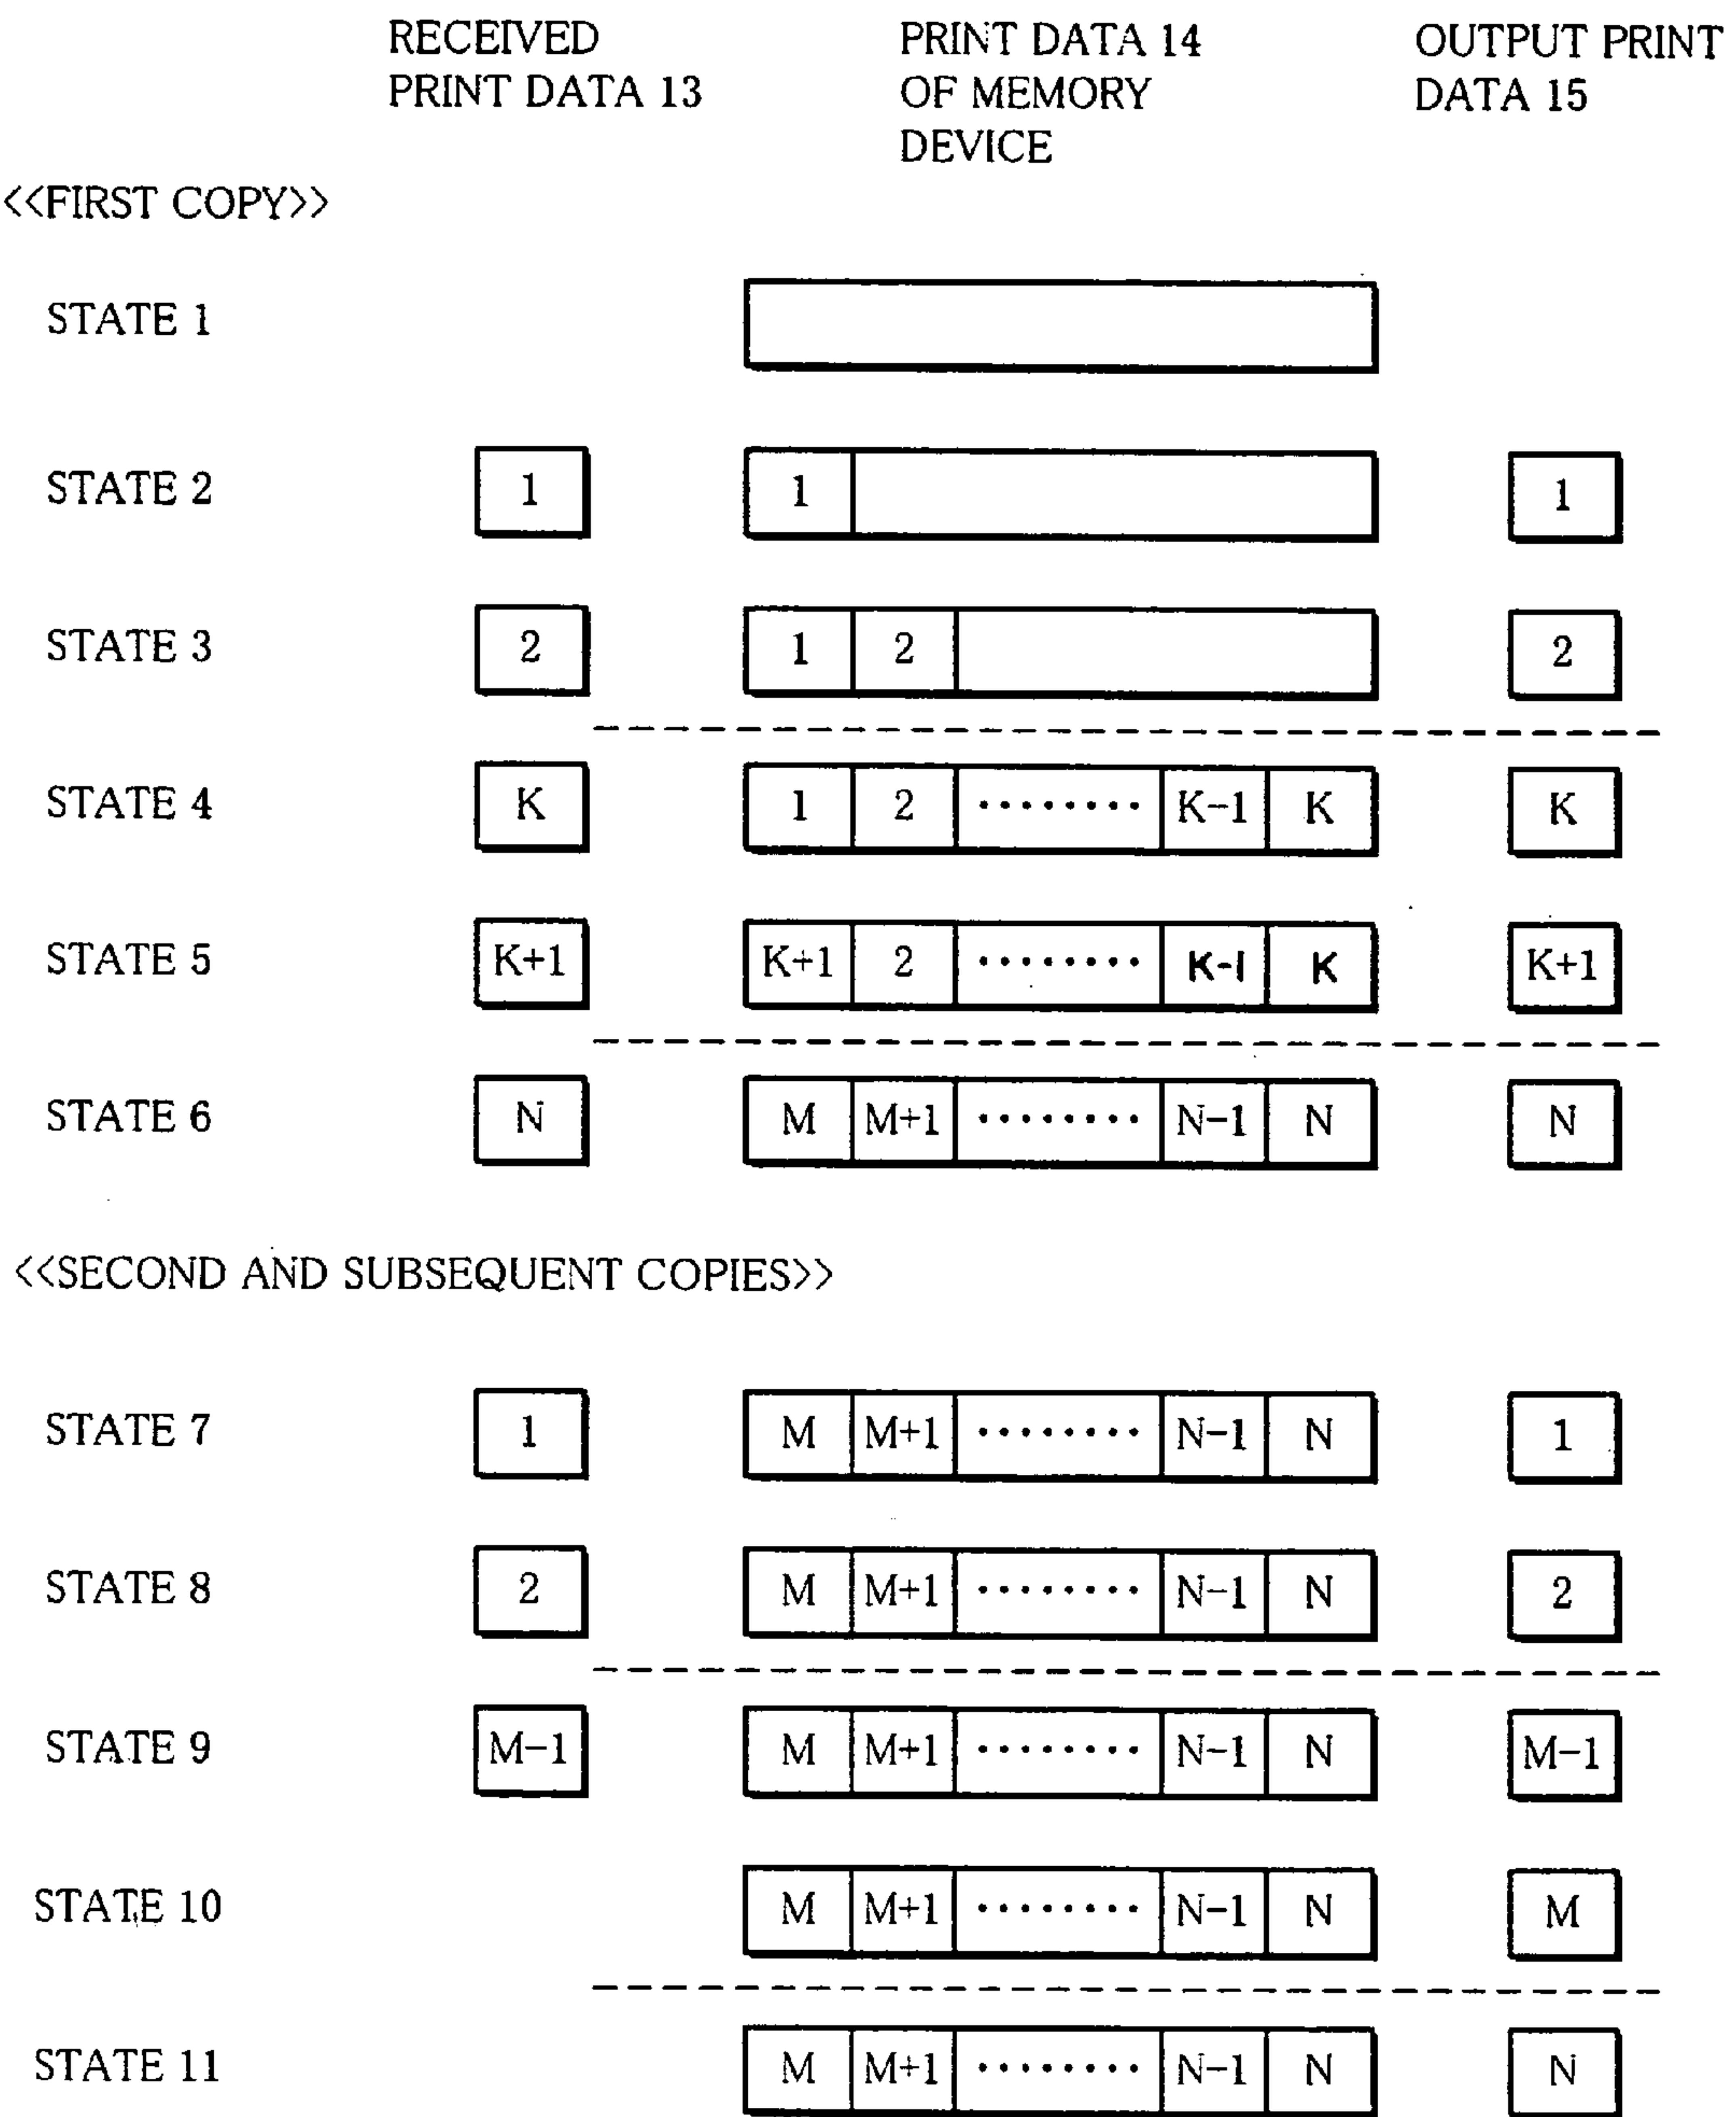 RECEIVED
PRINT DATA 13
PRINT DATA 14
OF MEMORY
DEVICE
OUTPUT PRINT
DATA 15
<<FIRST COPY>>
STATE 1
STATE 2 1 1 1
STATE 3 2 1 2 2
STATE 4 K 1 2 ········ K-1 K K
STATE 5 K+1 K+1 2 ········ K-1 K K+1
STATE 6 N M M+1 ········ N-1 N N
<<SECOND AND SUBSEQUENT COPIES>>
STATE 7 1 M M+1 ········ N-1 N 1
STATE 8 2 M M+1 ········ N-1 N 2
STATE 9 M-1 M M+1 ········ N-1 N M-1
STATE 10 M M+1 ········ N-1 N M
STATE 11 M M+1 ········ N-1 N N